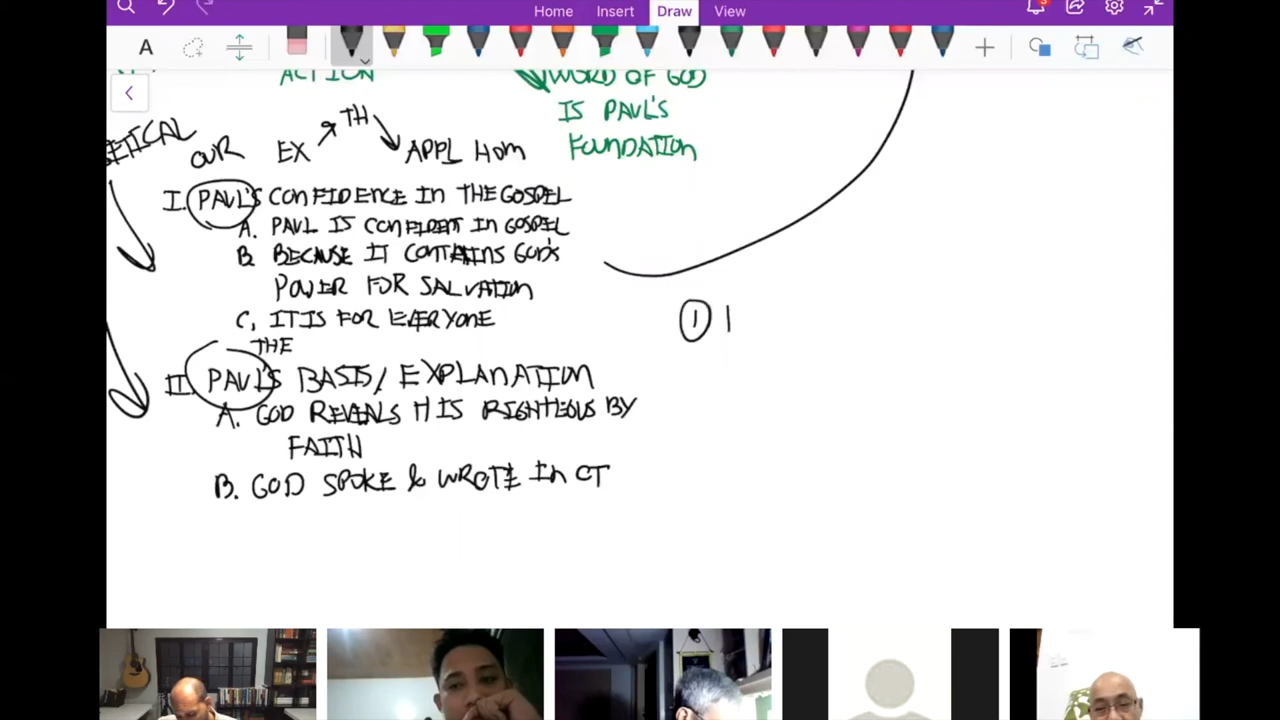 Home Insert Draw View
A
ACTION
WORD OF GOD
IS PAUL'S
FOUNDATION
ETICAL
OUR EX TH APPL HOM
I. PAUL'S CONFIDENCE IN THE GOSPEL
A. PAUL IS CONFIDENT IN GOSPEL
B. BECAUSE IT CONTAINS GOD'S
POWER FOR SALVATION
C, IT IS FOR EVERYONE
THE
II. PAUL'S BASIS/ EXPLANATION
A. GOD REVEALS HIS RIGHTEOUS BY
FAITH
B. GOD SPOKE & WROTE IN OT
① |